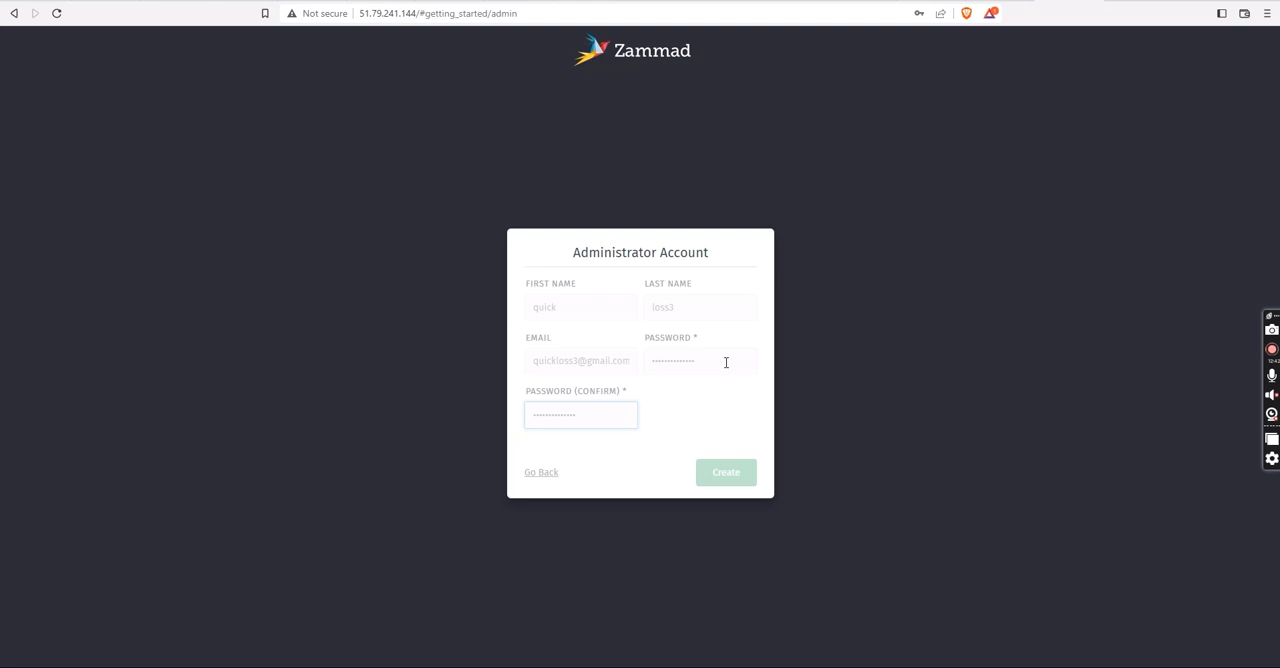 Not secure
51.79.241.144/#getting_started/admin
Zammad
Administrator Account
FIRST NAME
LAST NAME
quick
loss3
EMAIL
PASSWORD *
quickloss3@gmail.com
PASSWORD (CONFIRM) *
Go Back
Create